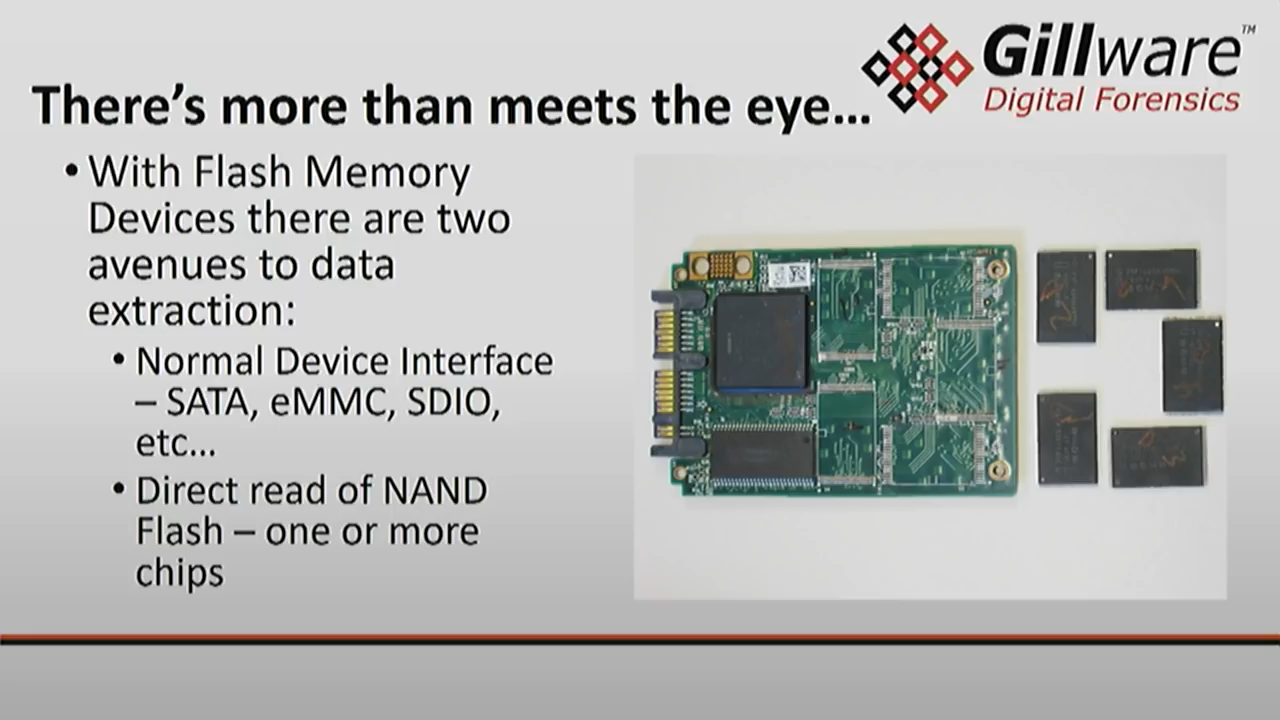 Gillware™
Digital Forensics
There's more than meets the eye...
• With Flash Memory
Devices there are two
avenues to data
extraction:
• Normal Device Interface
– SATA, eMMC, SDIO,
etc...
• Direct read of NAND
Flash – one or more
chips